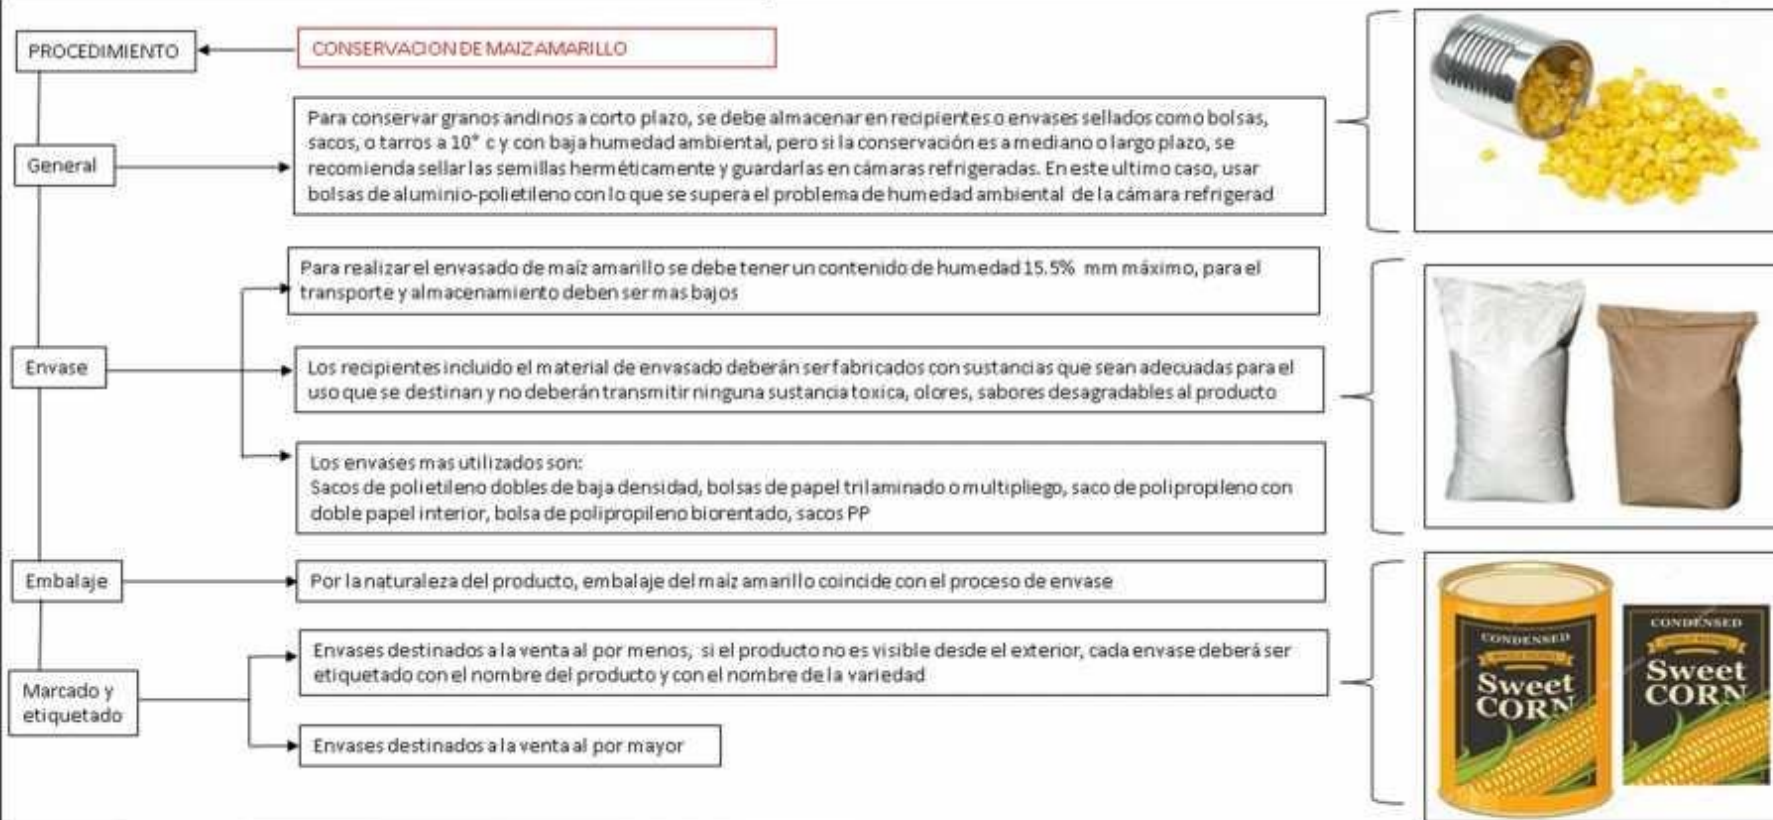 PROCEDIMIENTO
CONSERVACION DE MAIZ AMARILLO
General
Para conservar granos andinos a corto plazo, se debe almacenar en recipientes o envases sellados como bolsas,
sacos, o tarros a 10° c y con baja humedad ambiental, pero si la conservación es a mediano o largo plazo, se
recomienda sellar las semillas herméticamente y guardarlas en cámaras refrigeradas. En este ultimo caso, usar
bolsas de aluminio-polietileno con lo que se supera el problema de humedad ambiental de la cámara refrigerad
Envase
Para realizar el envasado de maíz amarillo se debe tener un contenido de humedad 15.5% mm máximo, para el
transporte y almacenamiento deben ser mas bajos
Los recipientes incluido el material de envasado deberán ser fabricados con sustancias que sean adecuadas para el
uso que se destinan y no deberán transmitir ninguna sustancia toxica, olores, sabores desagradables al producto
Los envases mas utilizados son:
Sacos de polietileno dobles de baja densidad, bolsas de papel trilaminado o multipliego, saco de polipropileno con
doble papel interior, bolsa de polipropileno biorentado, sacos PP
Embalaje
Por la naturaleza del producto, embalaje del maíz amarillo coincide con el proceso de envase
Marcado y
etiquetado
Envases destinados a la venta al por menos, si el producto no es visible desde el exterior, cada envase deberá ser
etiquetado con el nombre del producto y con el nombre de la variedad
Envases destinados a la venta al por mayor
CONDENSED
Sweet
CORN
CONDENSED
Sweet
CORN